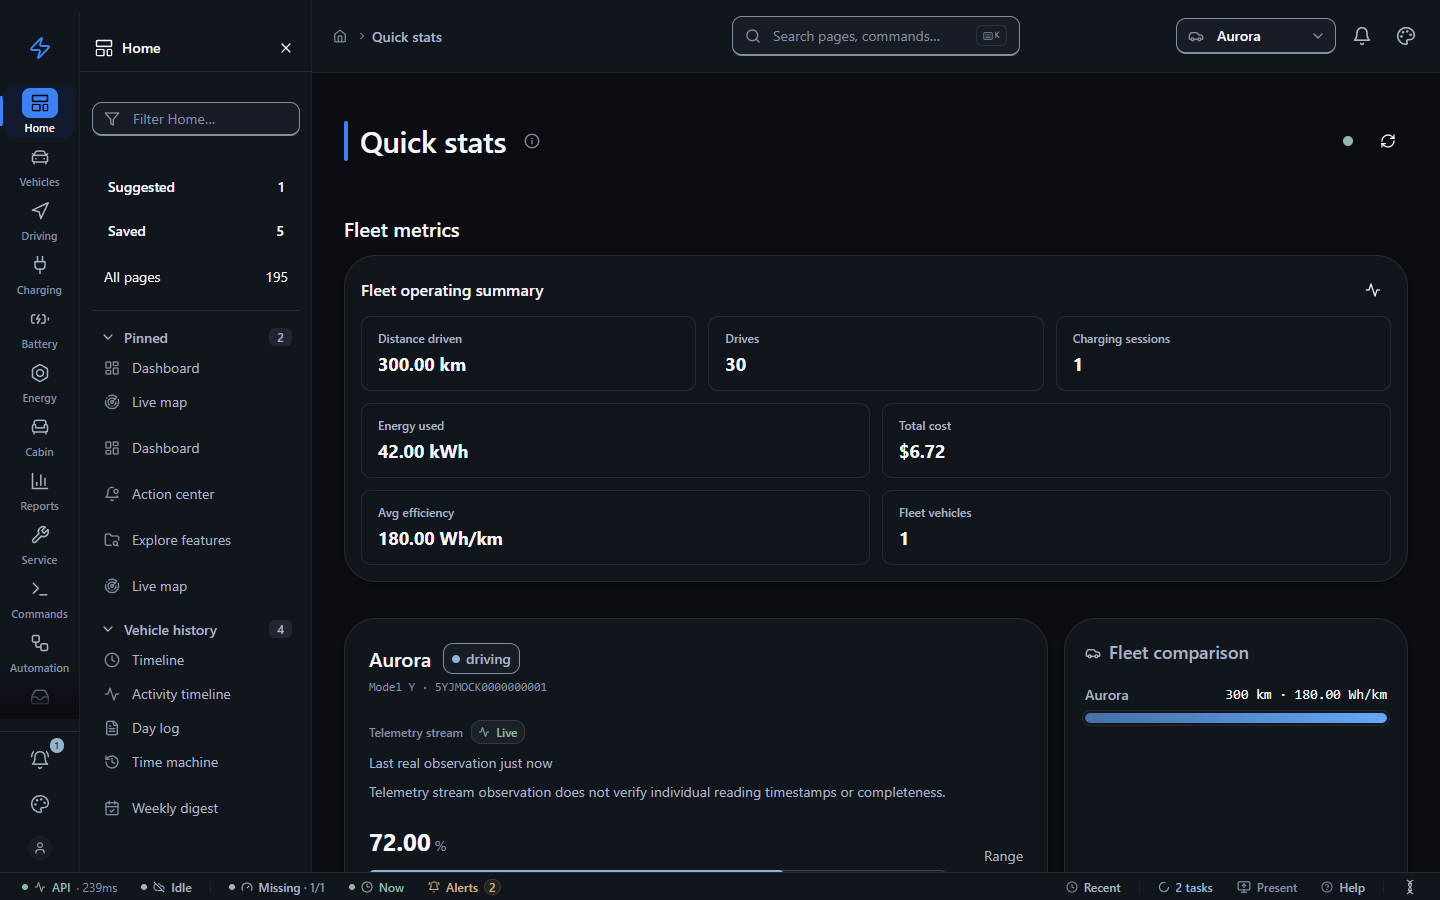 Home
Vehicles
Driving
Charging
Battery
Energy
Cabin
Reports
Service
Commands
Automation
1
Home
Filter Home...
Suggested 1
Saved 5
All pages 195
Pinned 2
Dashboard
Live map
Dashboard
Action center
Explore features
Live map
Vehicle history 4
Timeline
Activity timeline
Day log
Time machine
Weekly digest
Quick stats
Search pages, commands... K
Aurora
Quick stats
Fleet metrics
Fleet operating summary
Distance driven
300.00 km
Drives
30
Charging sessions
1
Energy used
42.00 kWh
Total cost
$6.72
Avg efficiency
180.00 Wh/km
Fleet vehicles
1
Aurora driving
Model Y · 5YJMOCK0000000001
Telemetry stream Live
Last real observation just now
Telemetry stream observation does not verify individual reading timestamps or completeness.
72.00 %
Range
Fleet comparison
Aurora 300 km · 180.00 Wh/km
API · 239ms Idle Missing · 1/1 Now Alerts 2 Recent 2 tasks Present Help